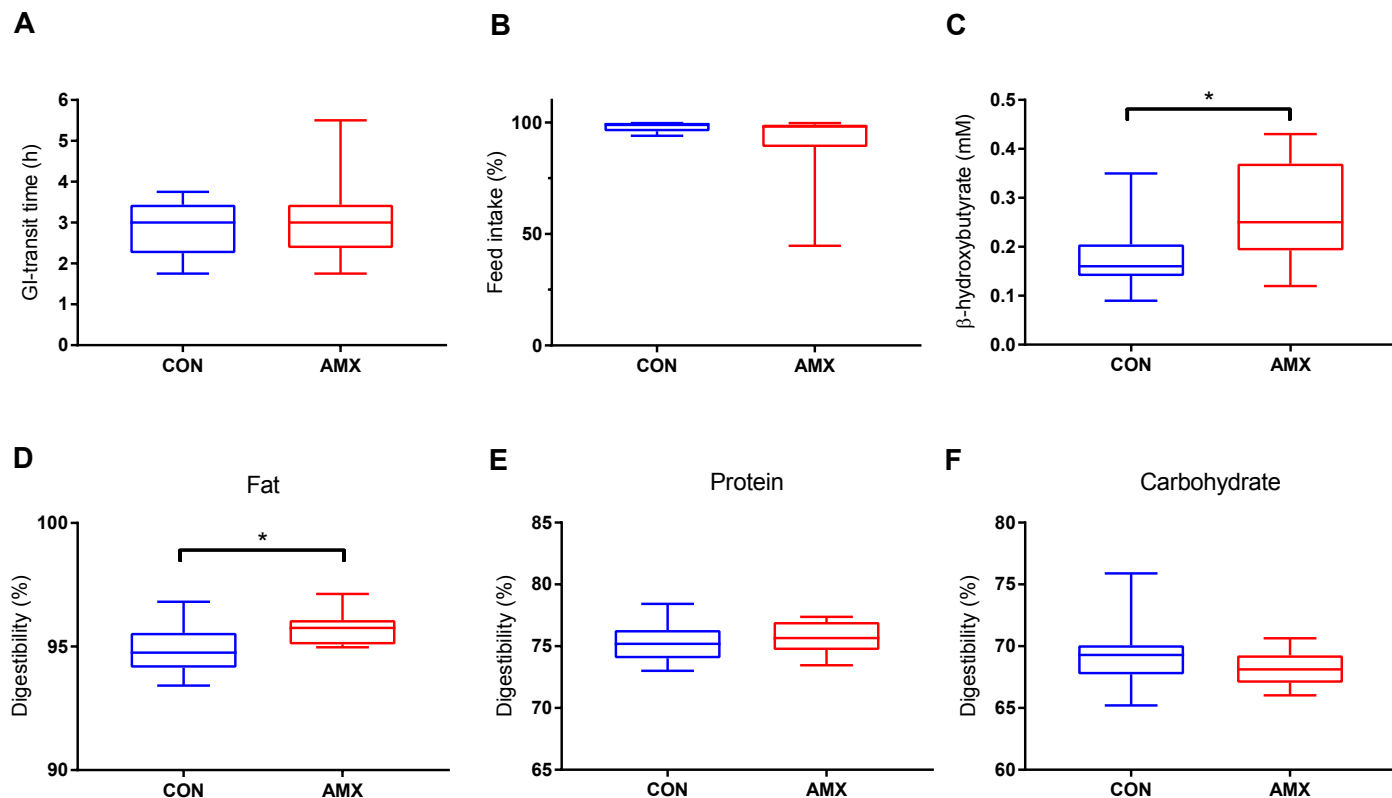 A
GI-transit time (h)
6
5
4
3
2
1
0
CON AMX
B
Feed intake (%)
100
50
0
CON AMX
C
β-hydroxybutyrate (mM)
0.5
0.4
0.3
0.2
0.1
0.0
*
CON AMX
D
Fat
Digestibility (%)
100
95
90
*
CON AMX
E
Protein
Digestibility (%)
85
80
75
70
65
CON AMX
F
Carbohydrate
Digestibility (%)
80
75
70
65
60
CON AMX